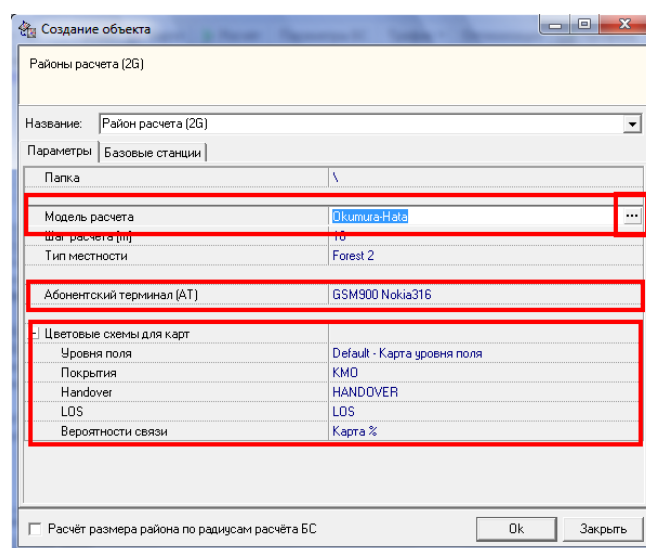 Создание объекта
Районы расчета (2G)
Название: Район расчета (2G)
Параметры Базовые станции
Папка \
Модель расчета Okumura-Hata ...
Шаг расчета [m] 10
Тип местности Forest 2
Абонентский терминал (AT) GSM900 Nokia316
Цветовые схемы для карт
Уровня поля Default - Карта уровня поля
Покрытия КМО
Handover HANDOVER
LOS LOS
Вероятности связи Карта %
Расчёт размера района по радиусам расчёта БС Ok Закрыть